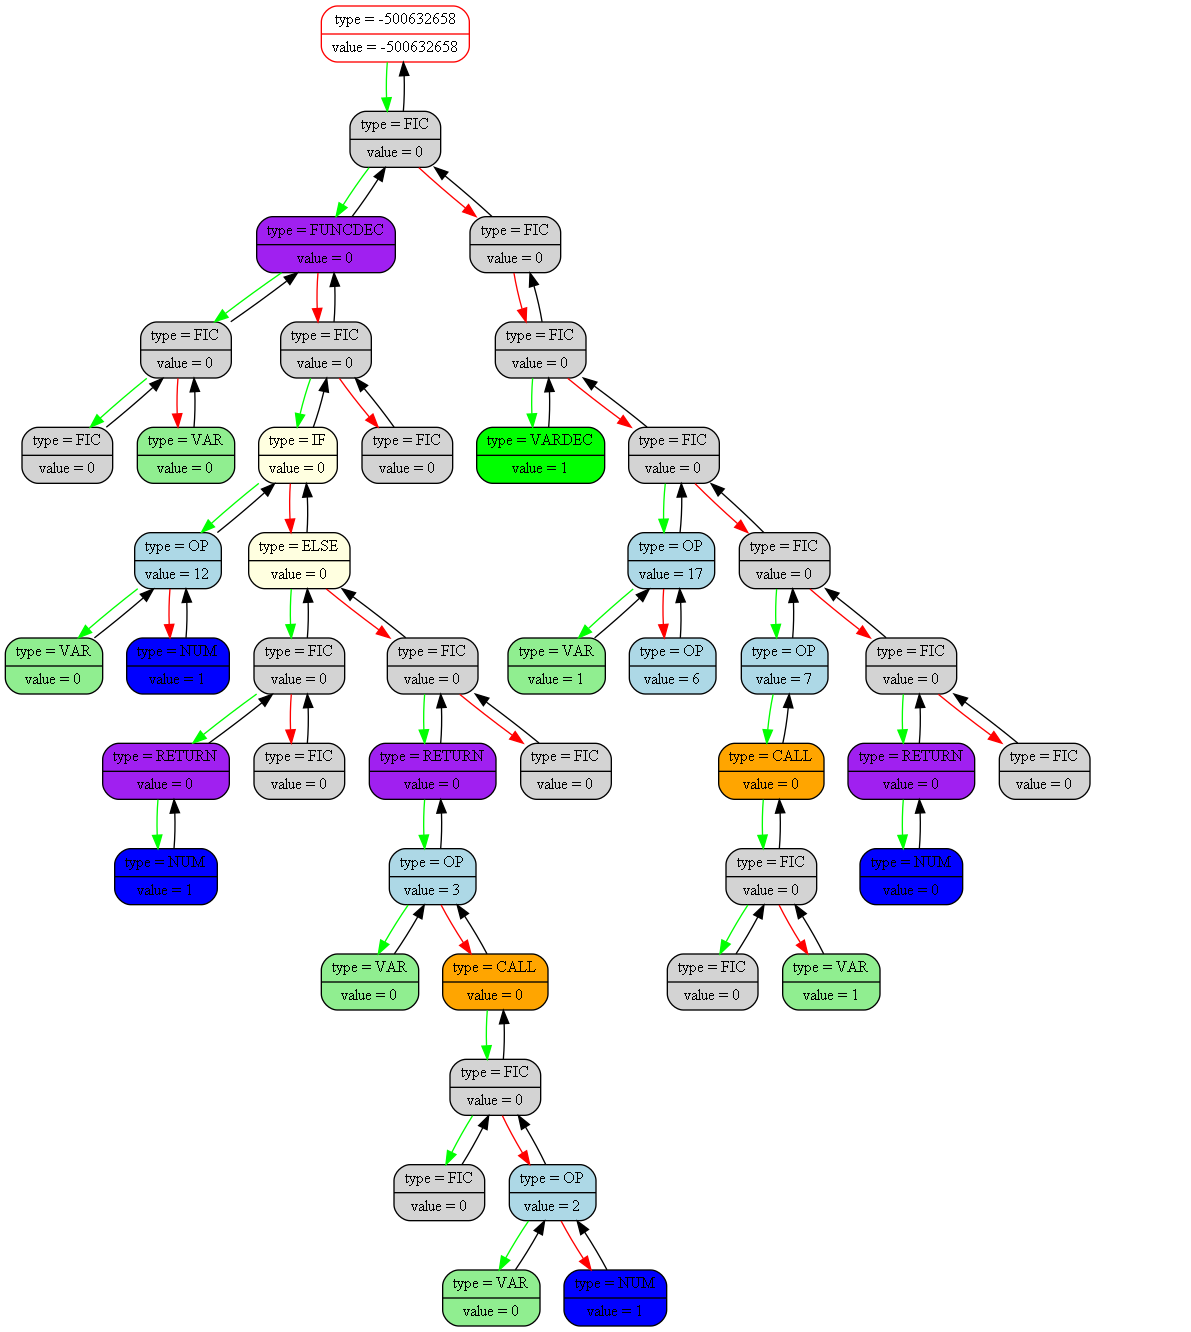 type = -500632658
value = -500632658
type = FIC
value = 0
type = FUNCDEC
value = 0
type = FIC
value = 0
type = FIC
value = 0
type = FIC
value = 0
type = FIC
value = 0
type = FIC
value = 0
type = VAR
value = 0
type = IF
value = 0
type = FIC
value = 0
type = VARDEC
value = 1
type = FIC
value = 0
type = OP
value = 12
type = ELSE
value = 0
type = OP
value = 17
type = FIC
value = 0
type = VAR
value = 0
type = NUM
value = 1
type = FIC
value = 0
type = FIC
value = 0
type = VAR
value = 1
type = OP
value = 6
type = OP
value = 7
type = FIC
value = 0
type = RETURN
value = 0
type = FIC
value = 0
type = RETURN
value = 0
type = FIC
value = 0
type = CALL
value = 0
type = RETURN
value = 0
type = FIC
value = 0
type = NUM
value = 1
type = OP
value = 3
type = FIC
value = 0
type = NUM
value = 0
type = VAR
value = 0
type = CALL
value = 0
type = FIC
value = 0
type = VAR
value = 1
type = FIC
value = 0
type = FIC
value = 0
type = OP
value = 2
type = VAR
value = 0
type = NUM
value = 1